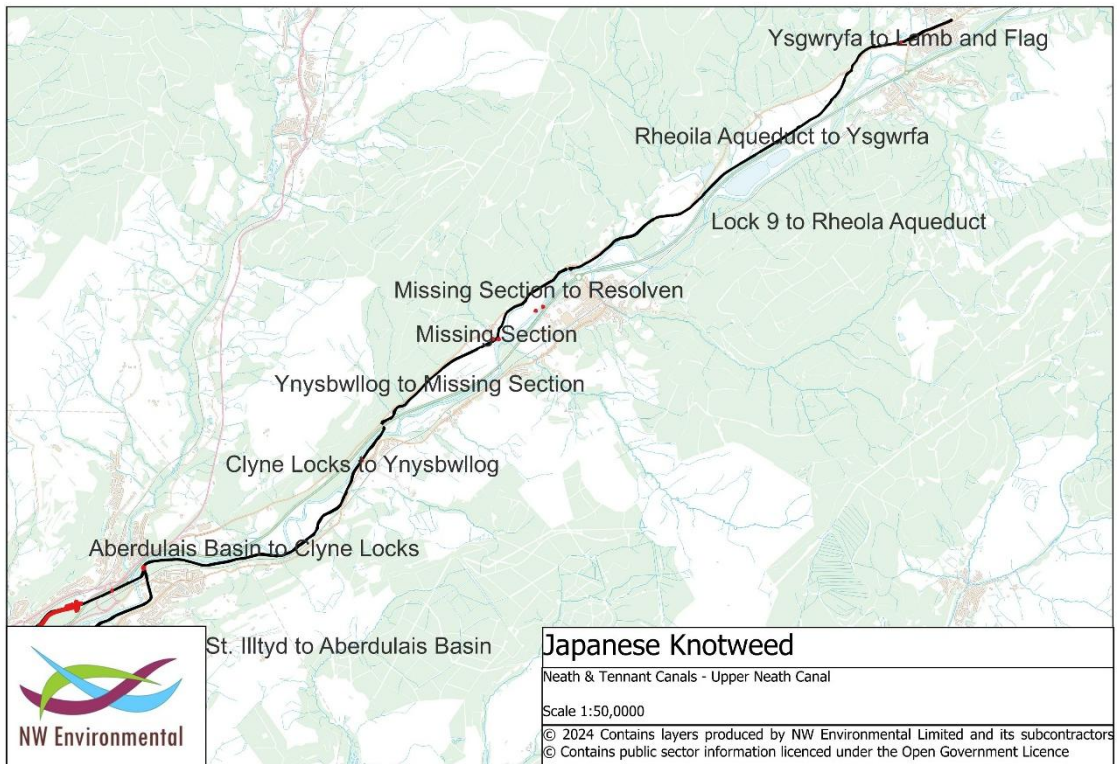 Ysgwryfa to Lamb and Flag
Rheoila Aqueduct to Ysgwrfa
Lock 9 to Rheola Aqueduct
Missing Section to Resolven
Missing Section
Ynysbwllog to Missing Section
Clyne Locks to Ynysbwllog
Aberdulais Basin to Clyne Locks
St. Illtyd to Aberdulais Basin
NW Environmental
Japanese Knotweed
Neath & Tennant Canals - Upper Neath Canal
Scale 1:50,0000
© 2024 Contains layers produced by NW Environmental Limited and its subcontractors
© Contains public sector information licenced under the Open Government Licence